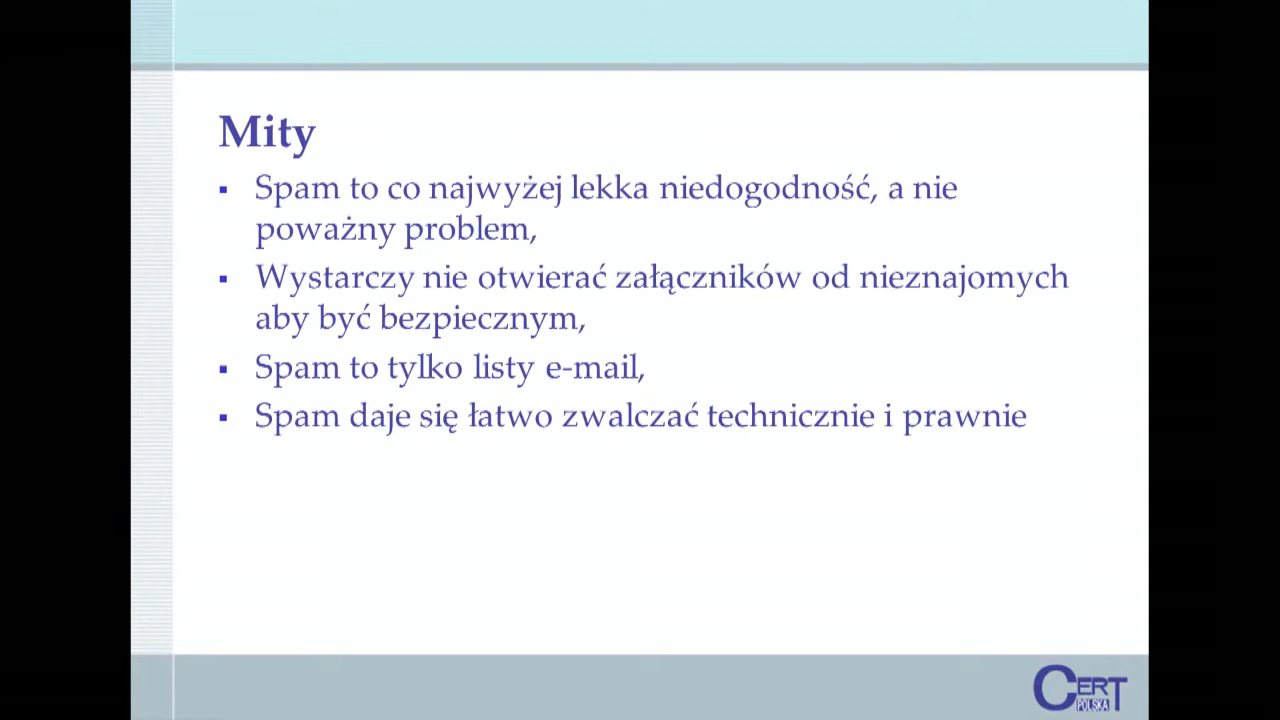 Mity
▪ Spam to co najwyżej lekka niedogodność, a nie
poważny problem,
▪ Wystarczy nie otwierać załączników od nieznajomych
aby być bezpiecznym,
▪ Spam to tylko listy e-mail,
▪ Spam daje się łatwo zwalczać technicznie i prawnie
CERT
POLSKA